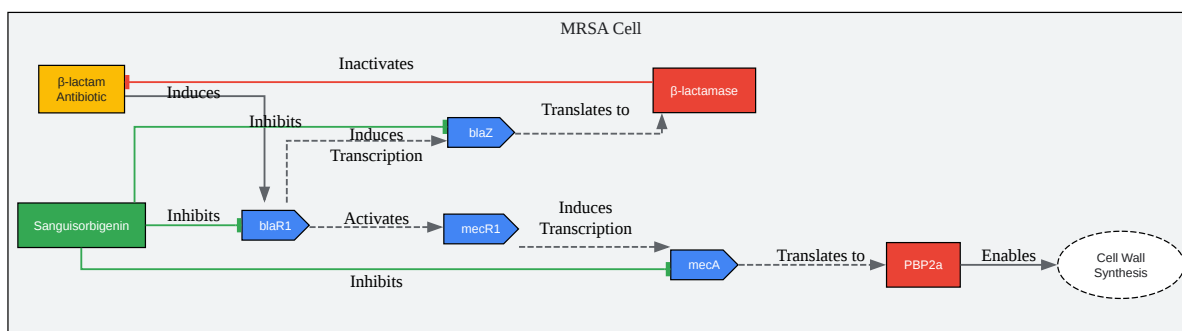 MRSA Cell
Inactivates
β-lactam
Antibiotic
Induces
β-lactamase
Translates to
Inhibits
blaZ
Induces
Transcription
Sanguisorbigenin
Inhibits
blaR1
Activates
mecR1
Induces
Transcription
mecA
Translates to
PBP2a
Enables
Cell Wall
Synthesis
Inhibits